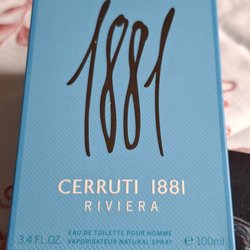 1881
CERRUTI 1881
RIVIERA
EAU DE TOILETTE POUR HOMME
3.4 FL.OZ. VAPORISATEUR NATURAL SPRAY ℮ 100ml